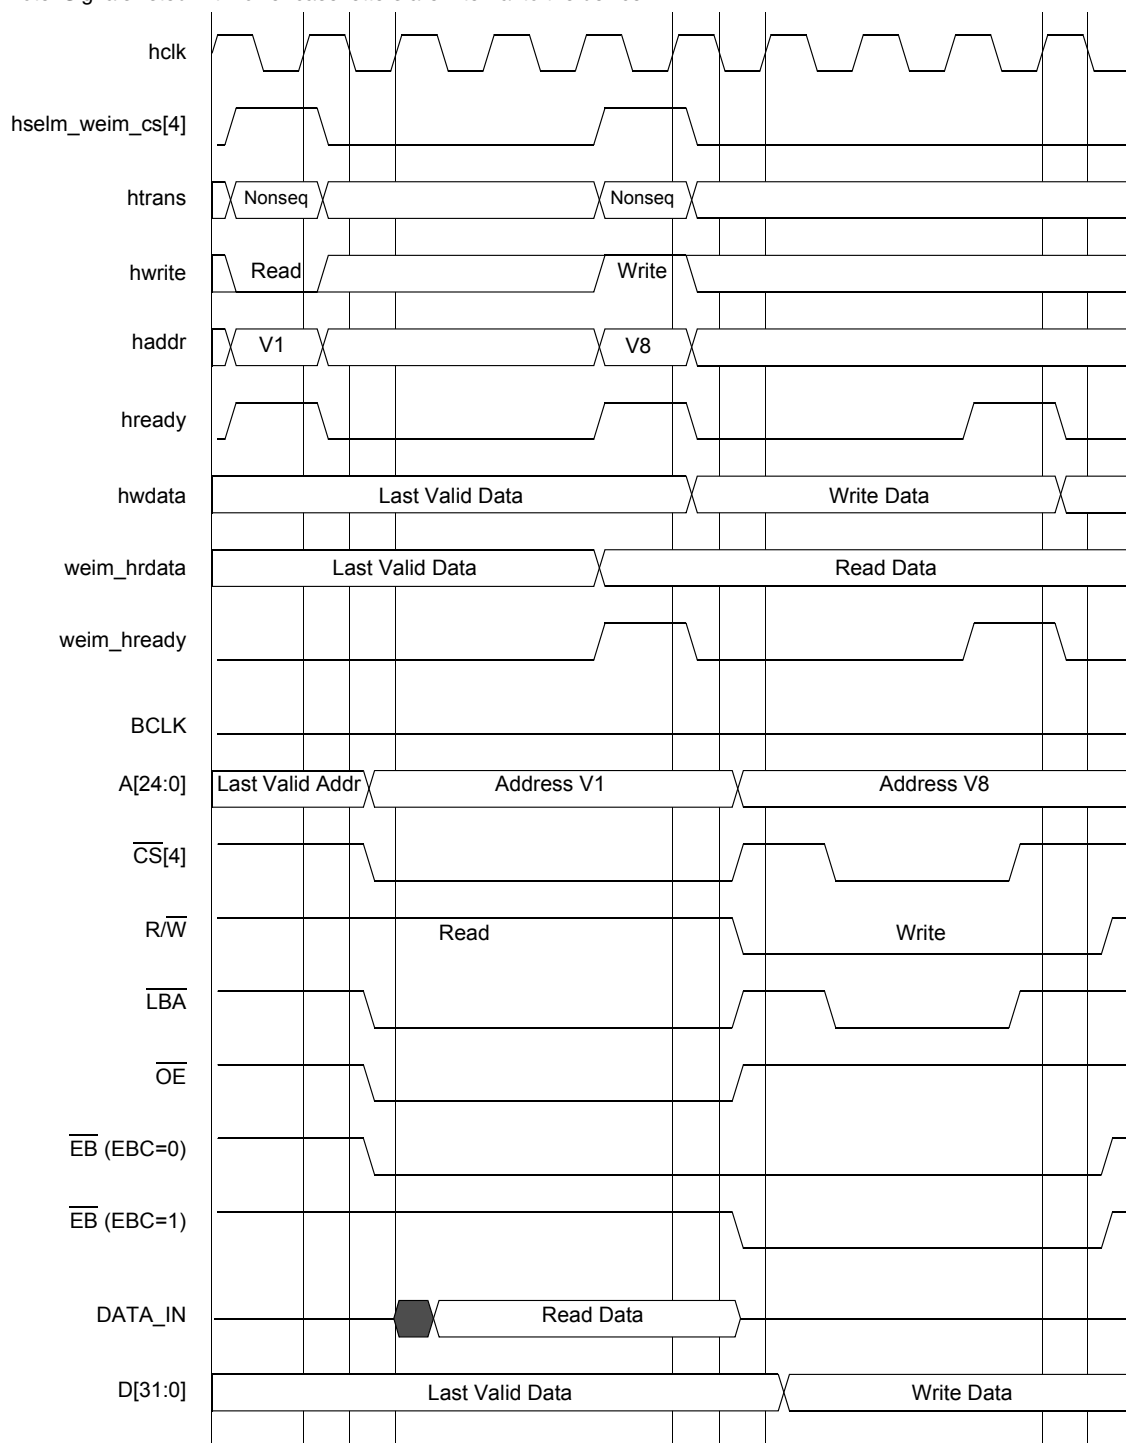 hclk
hselm_weim_cs[4]
htrans Nonseq Nonseq
hwrite Read Write
haddr V1 V8
hready
hwdata Last Valid Data Write Data
weim_hrdata Last Valid Data Read Data
weim_hready
BCLK
A[24:0] Last Valid Addr Address V1 Address V8
CS[4]
R/W Read Write
LBA
OE
EB (EBC=0)
EB (EBC=1)
DATA_IN Read Data
D[31:0] Last Valid Data Write Data